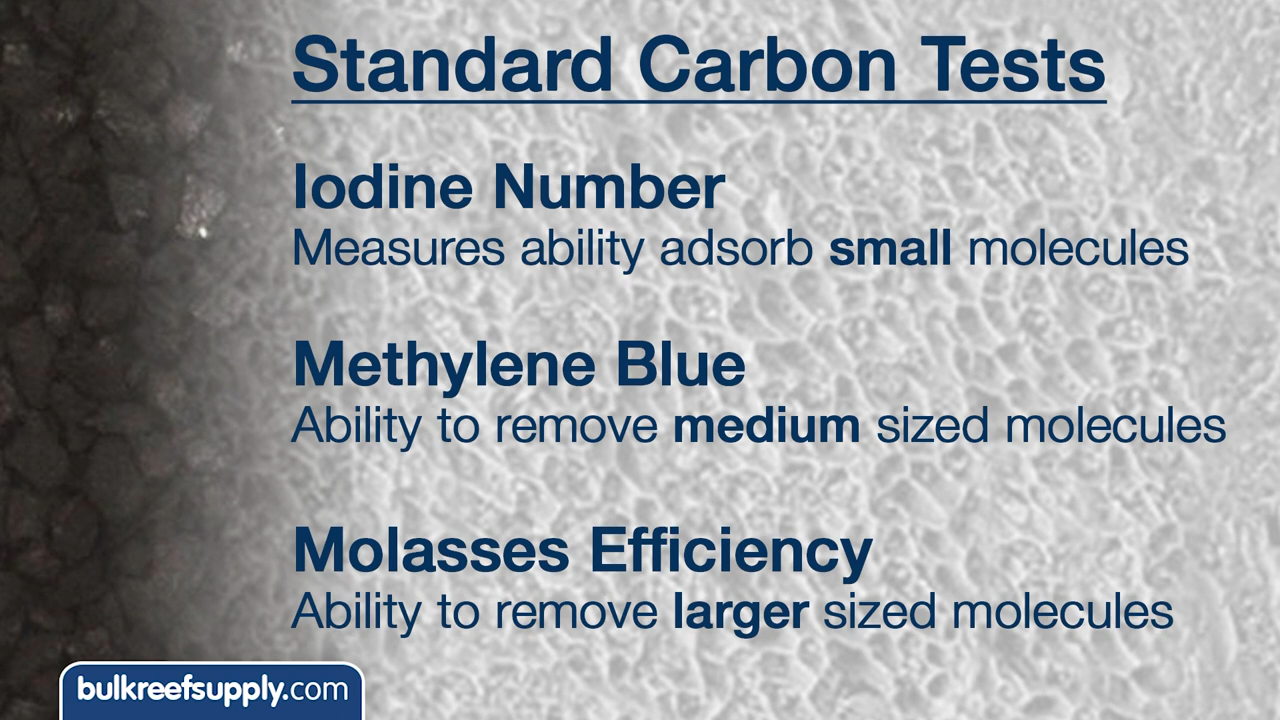 Standard Carbon Tests
Iodine Number
Measures ability adsorb small molecules
Methylene Blue
Ability to remove medium sized molecules
Molasses Efficiency
Ability to remove larger sized molecules
bulkreefsupply.com